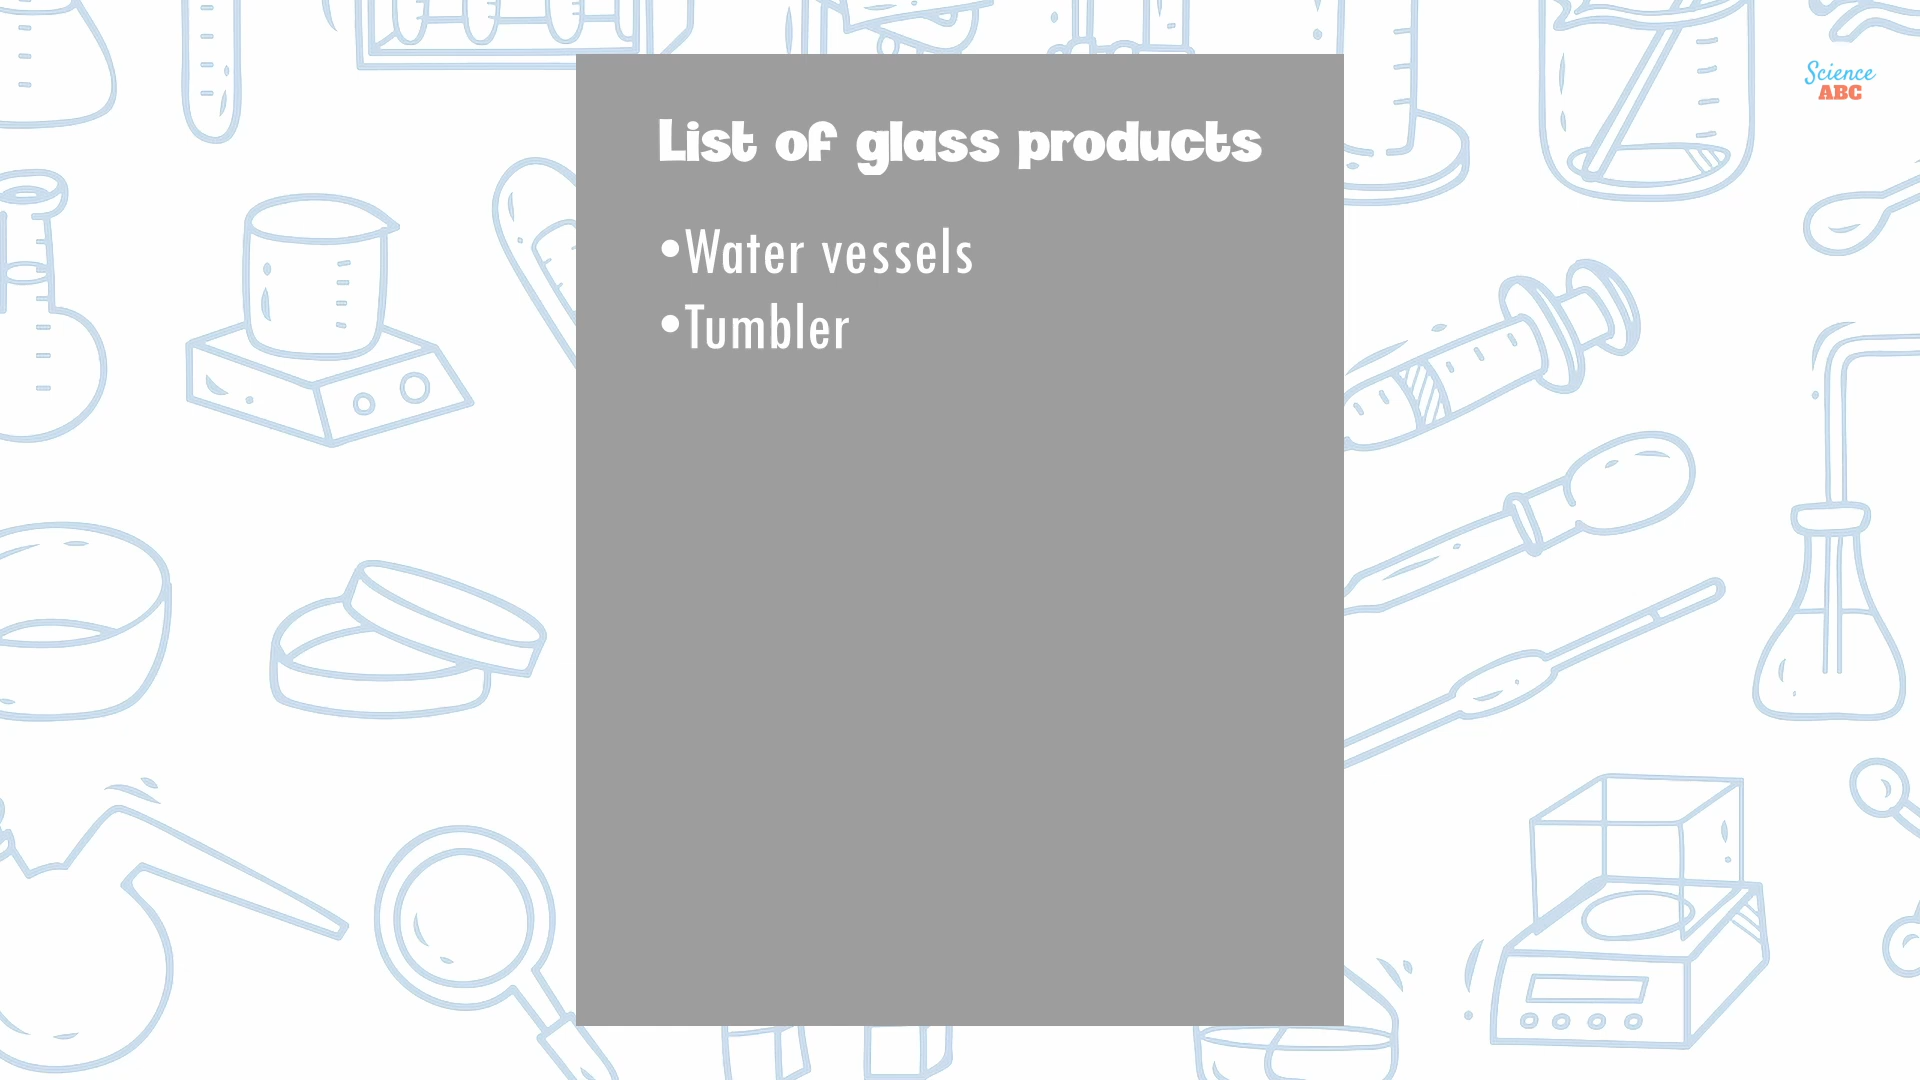 Science
ABC
List of glass products
•Water vessels
•Tumbler